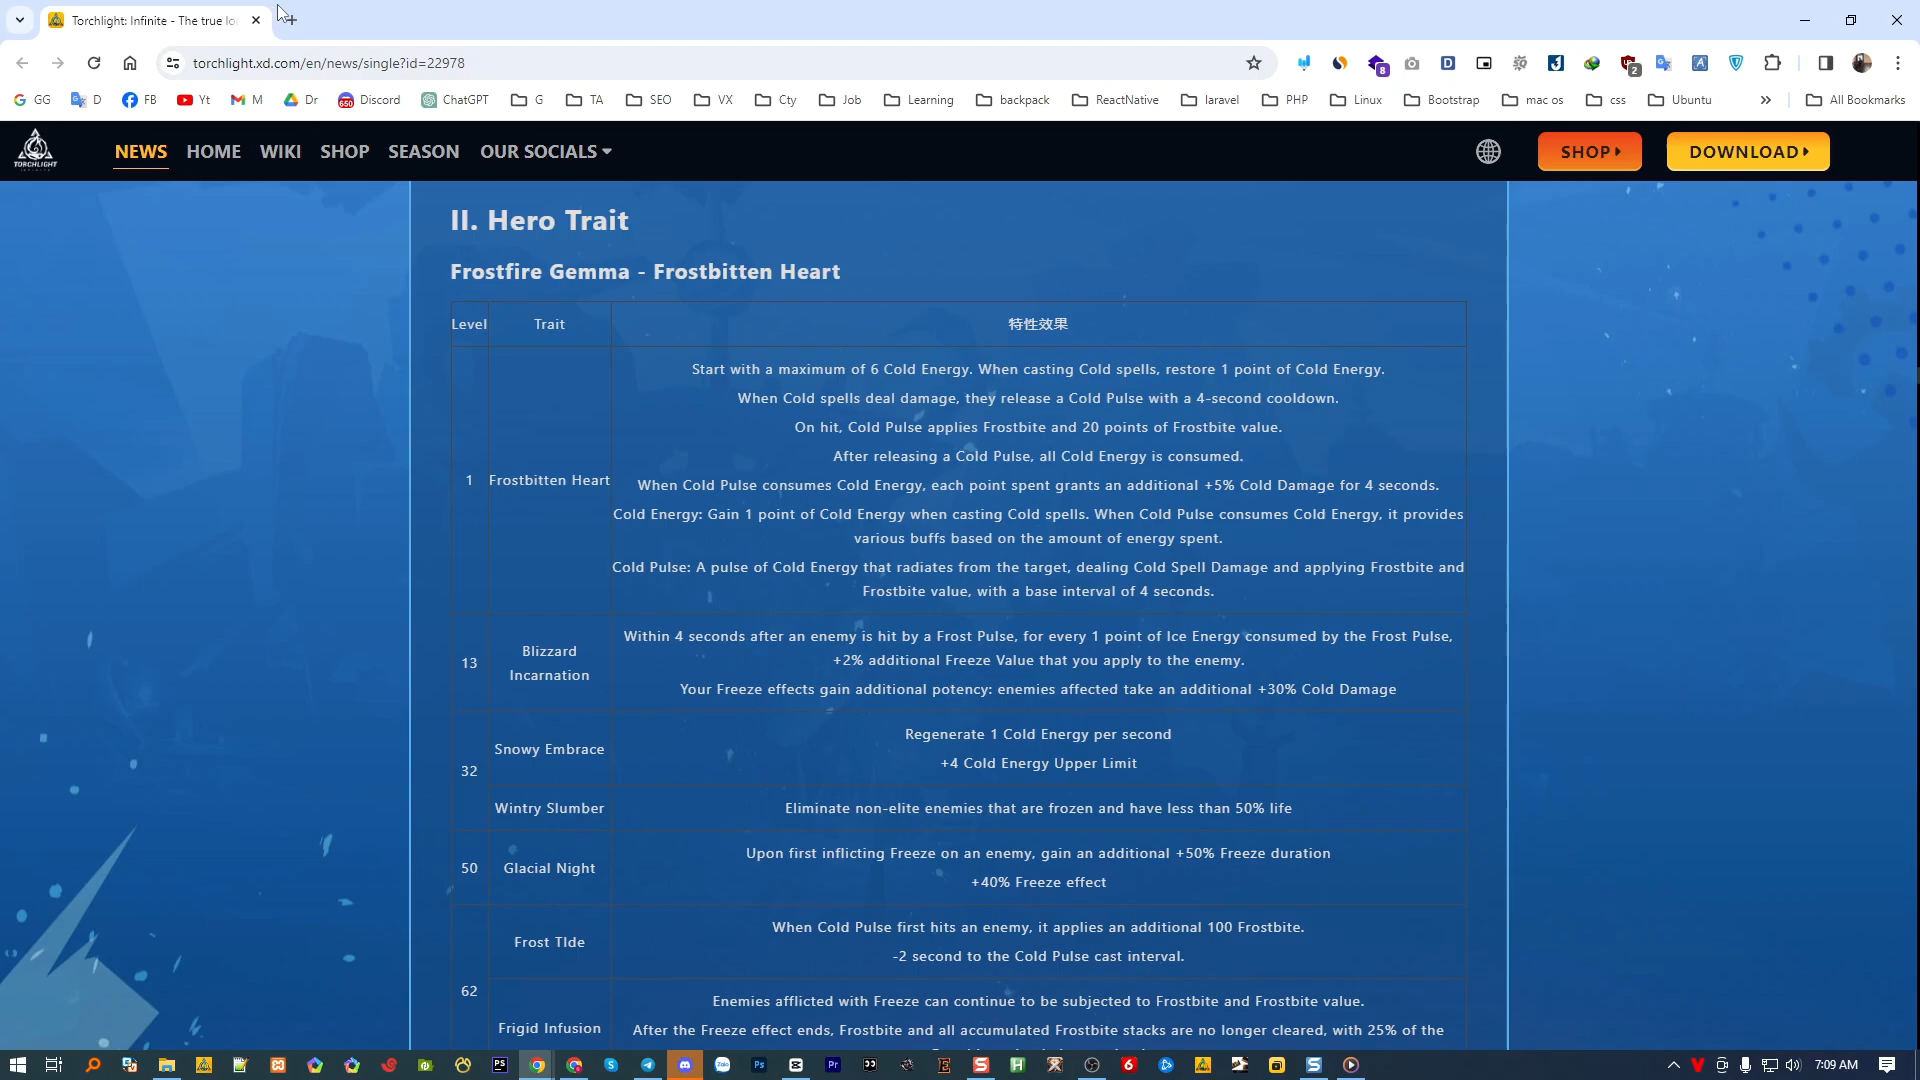 Torchlight: Infinite - The true lo
torchlight.xd.com/en/news/single?id=22978
8
2
GG
D
FB
Yt
M
Dr
650
Discord
ChatGPT
G
TA
SEO
VX
Cty
Job
Learning
backpack
ReactNative
laravel
PHP
Linux
Bootstrap
mac os
css
Ubuntu
All Bookmarks
TORCHLIGHT
INFINITE
NEWS
HOME
WIKI
SHOP
SEASON
OUR SOCIALS
SHOP
DOWNLOAD
II. Hero Trait
Frostfire Gemma - Frostbitten Heart
Level
Trait
特性效果
1
Frostbitten Heart
Start with a maximum of 6 Cold Energy. When casting Cold spells, restore 1 point of Cold Energy.
When Cold spells deal damage, they release a Cold Pulse with a 4-second cooldown.
On hit, Cold Pulse applies Frostbite and 20 points of Frostbite value.
After releasing a Cold Pulse, all Cold Energy is consumed.
When Cold Pulse consumes Cold Energy, each point spent grants an additional +5% Cold Damage for 4 seconds.
Cold Energy: Gain 1 point of Cold Energy when casting Cold spells. When Cold Pulse consumes Cold Energy, it provides
various buffs based on the amount of energy spent.
Cold Pulse: A pulse of Cold Energy that radiates from the target, dealing Cold Spell Damage and applying Frostbite and
Frostbite value, with a base interval of 4 seconds.
13
Blizzard
Incarnation
Within 4 seconds after an enemy is hit by a Frost Pulse, for every 1 point of Ice Energy consumed by the Frost Pulse,
+2% additional Freeze Value that you apply to the enemy.
Your Freeze effects gain additional potency: enemies affected take an additional +30% Cold Damage
32
Snowy Embrace
Regenerate 1 Cold Energy per second
+4 Cold Energy Upper Limit
Wintry Slumber
Eliminate non-elite enemies that are frozen and have less than 50% life
50
Glacial Night
Upon first inflicting Freeze on an enemy, gain an additional +50% Freeze duration
+40% Freeze effect
62
Frost TIde
When Cold Pulse first hits an enemy, it applies an additional 100 Frostbite.
-2 second to the Cold Pulse cast interval.
Frigid Infusion
Enemies afflicted with Freeze can continue to be subjected to Frostbite and Frostbite value.
After the Freeze effect ends, Frostbite and all accumulated Frostbite stacks are no longer cleared, with 25% of the
7:09 AM